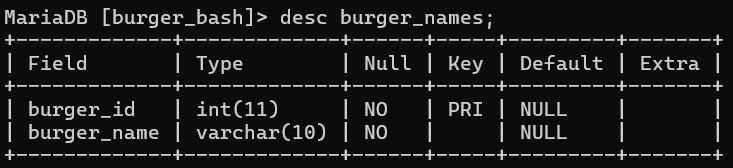 MariaDB [burger_bash]> desc burger_names;
+-------------+-------------+------+-----+---------+-------+
| Field       | Type        | Null | Key | Default | Extra |
+-------------+-------------+------+-----+---------+-------+
| burger_id   | int(11)     | NO   | PRI | NULL    |       |
| burger_name | varchar(10) | NO   |     | NULL    |       |
+-------------+-------------+------+-----+---------+-------+